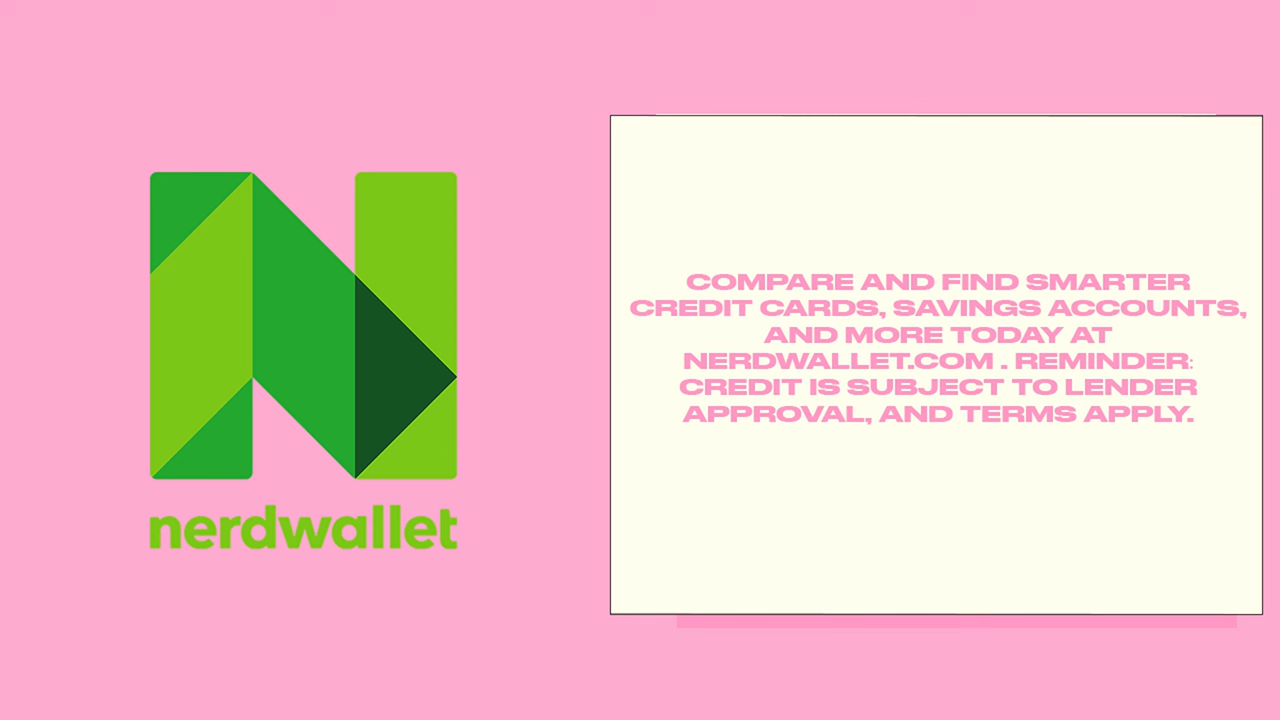 nerdwallet
COMPARE AND FIND SMARTER
CREDIT CARDS, SAVINGS ACCOUNTS,
AND MORE TODAY AT
NERDWALLET.COM . REMINDER:
CREDIT IS SUBJECT TO LENDER
APPROVAL, AND TERMS APPLY.